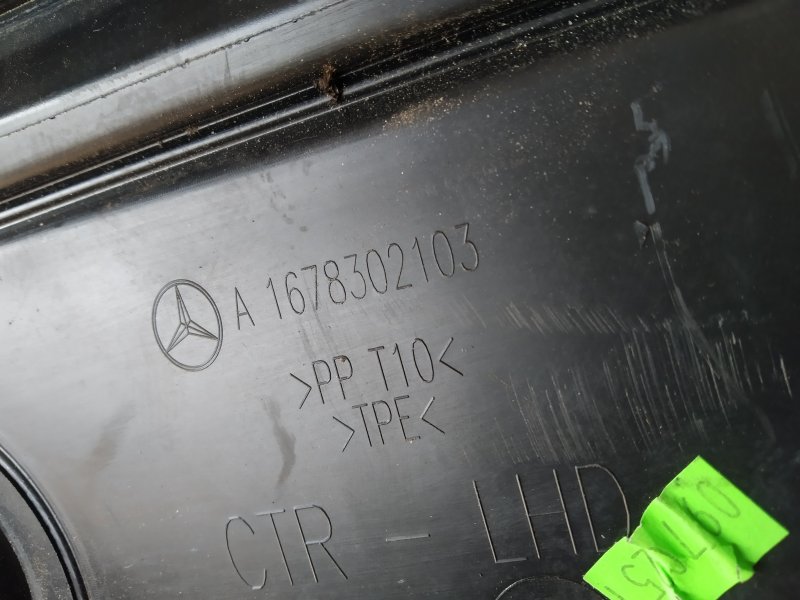 A 1678302103
>PP T10<
>TPE<
CTR - LHD